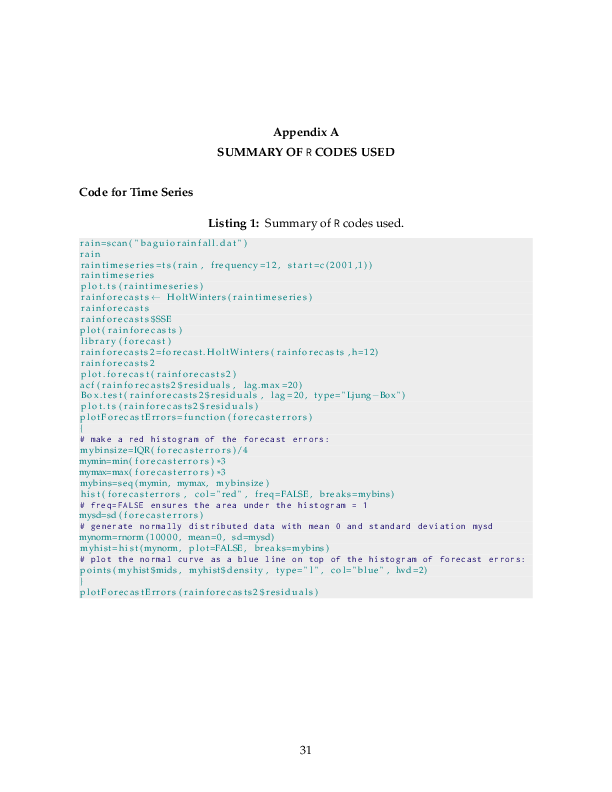 Appendix A
SUMMARY OF R CODES USED
Code for Time Series
Listing 1: Summary of R codes used.
rain=scan("baguiorainfall.dat")
rain
raintimeseries=ts(rain, frequency=12, start=c(2001,1))
raintimeseries
plot.ts(raintimeseries)
rainforecasts← HoltWinters(raintimeseries)
rainforecasts
rainforecasts$SSE
plot(rainforecasts)
library(forecast)
rainforecasts2=forecast.HoltWinters(rainforecasts,h=12)
rainforecasts2
plot.forecast(rainforecasts2)
acf(rainforecasts2$residuals, lag.max=20)
Box.test(rainforecasts2$residuals, lag=20, type="Ljung−Box")
plot.ts(rainforecasts2$residuals)
plotForecastErrors=function(forecasterrors)
|
# make a red histogram of the forecast errors:
mybinsize=IQR(forecasterrors)/4
mymin=min(forecasterrors)*3
mymax=max(forecasterrors)*3
mybins=seq(mymin, mymax, mybinsize)
hist(forecasterrors, col="red", freq=FALSE, breaks=mybins)
# freq=FALSE ensures the area under the histogram = 1
mysd=sd(forecasterrors)
# generate normally distributed data with mean 0 and standard deviation mysd
mynorm=rnorm(10000, mean=0, sd=mysd)
myhist=hist(mynorm, plot=FALSE, breaks=mybins)
# plot the normal curve as a blue line on top of the histogram of forecast errors:
points(myhist$mids, myhist$density, type="l", col="blue", lwd=2)
|
plotForecastErrors(rainforecasts2$residuals)
31